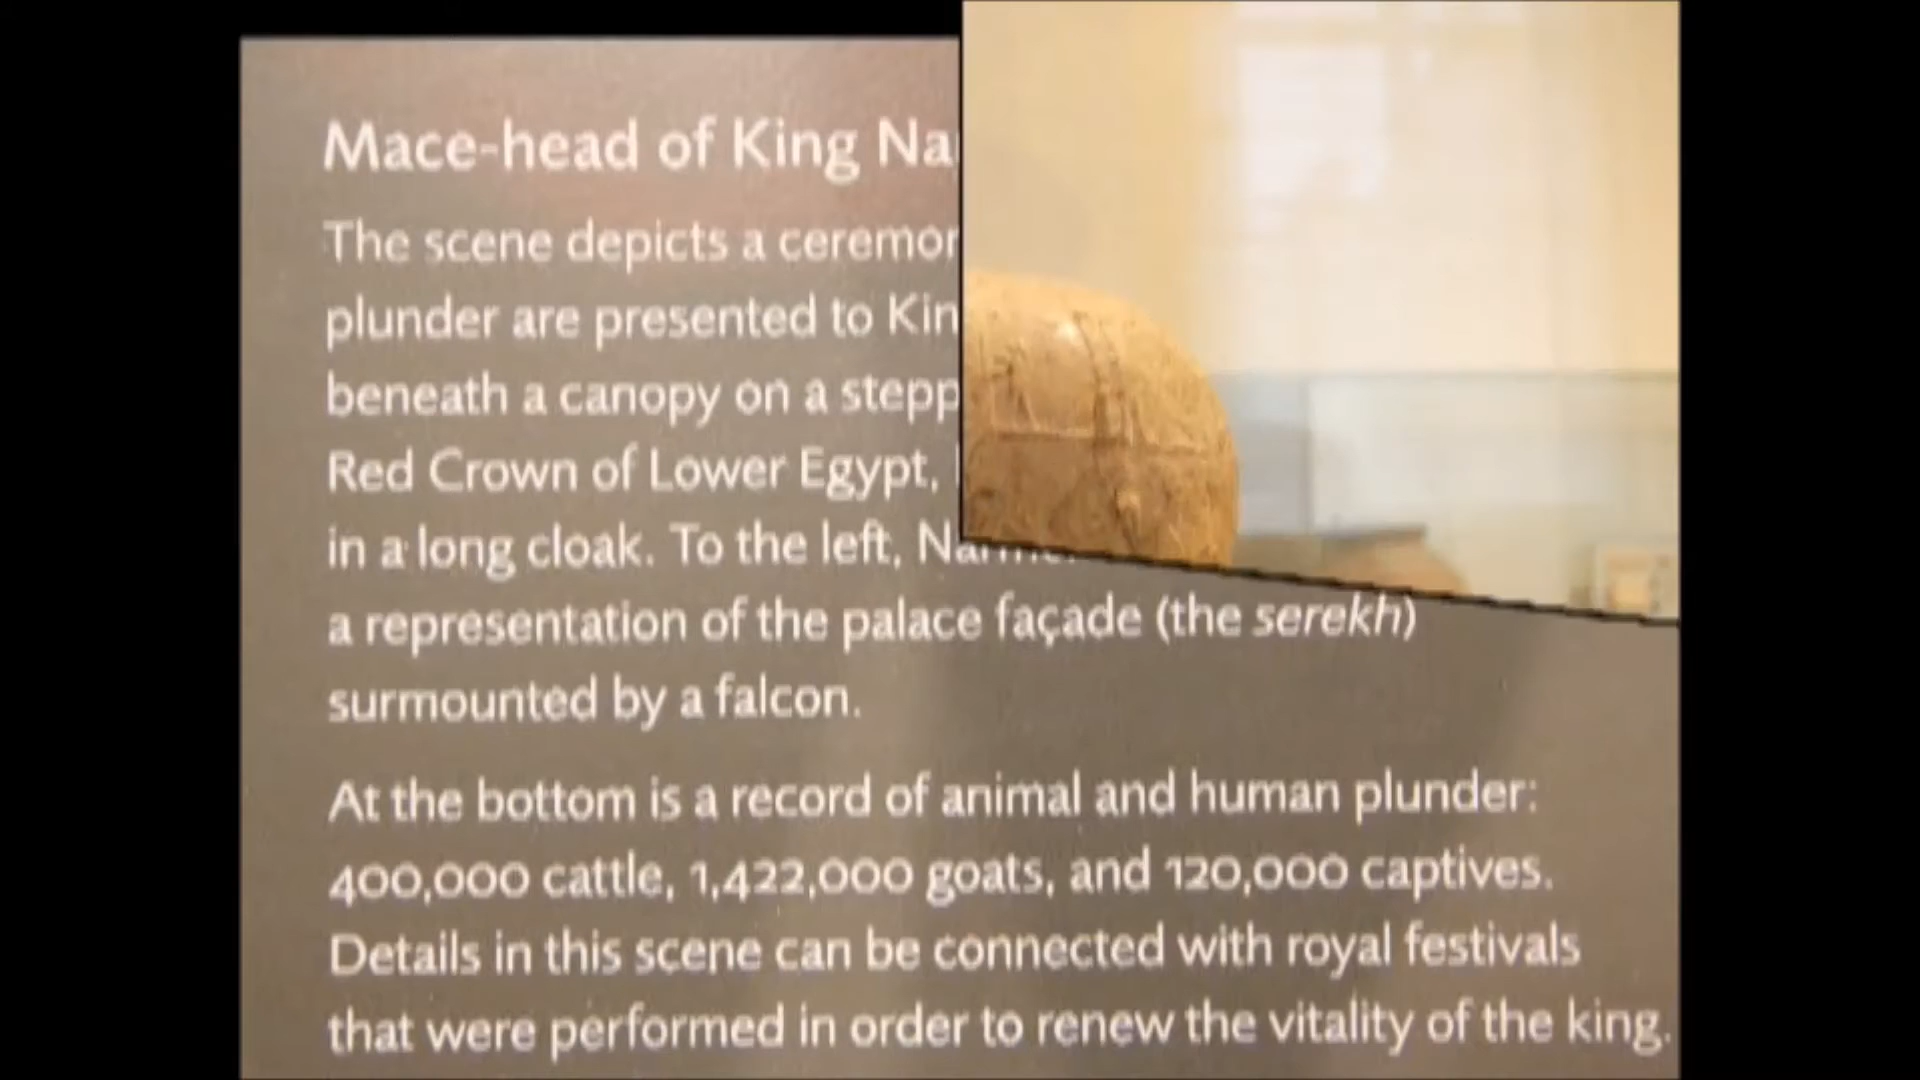 Mace-head of King Na
The scene depicts a ceremon
plunder are presented to Kin
beneath a canopy on a stepp
Red Crown of Lower Egypt,
in a long cloak. To the left,
a representation of the palace façade (the serekh)
surmounted by a falcon.
At the bottom is a record of animal and human plunder:
400,000 cattle, 1,422,000 goats, and 120,000 captives.
Details in this scene can be connected with royal festivals
that were performed in order to renew the vitality of the king.